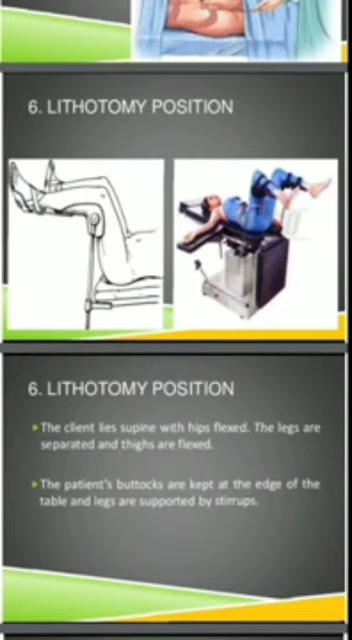 6. LITHOTOMY POSITION
6. LITHOTOMY POSITION
The client lies supine with hips flexed. The legs are
separated and thighs are flexed.
The patient's buttocks are kept at the edge of the
table and legs are supported by stirrups.